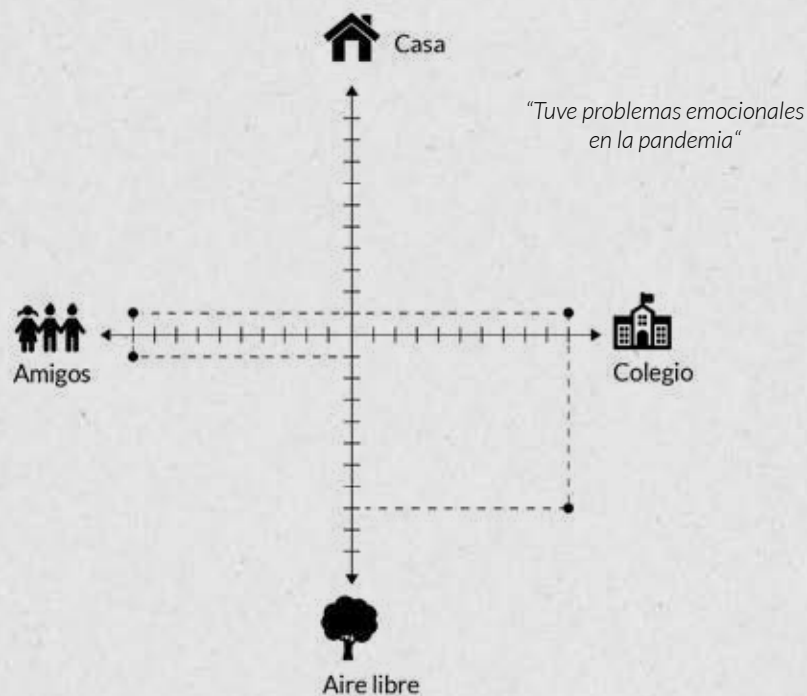 Casa
“Tuve problemas emocionales
en la pandemia“
Amigos
Colegio
Aire libre